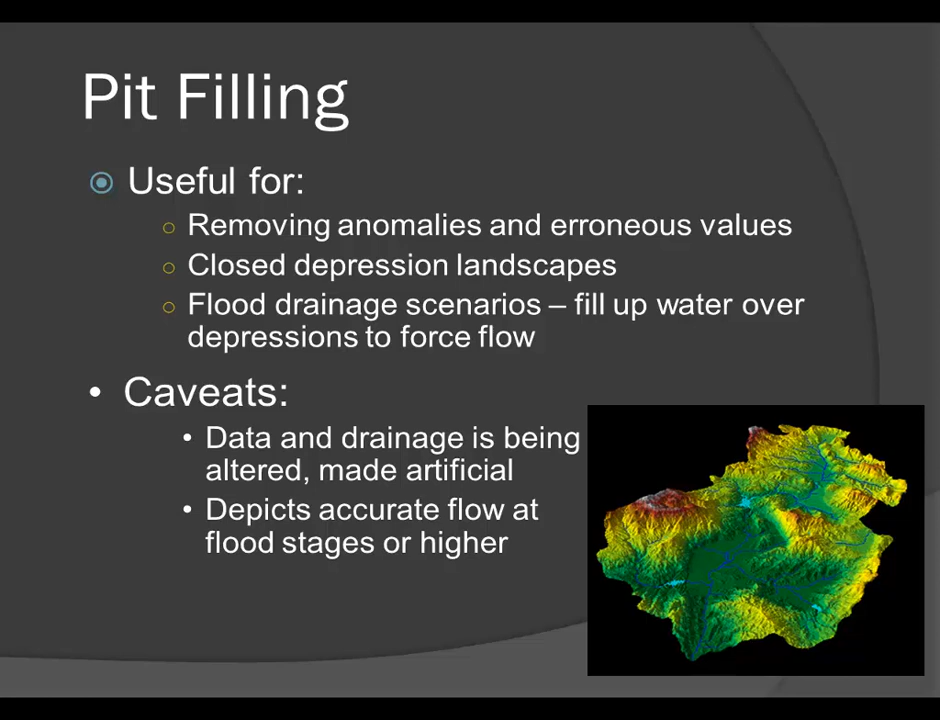 Pit Filling
Useful for:
Removing anomalies and erroneous values
Closed depression landscapes
Flood drainage scenarios – fill up water over
depressions to force flow
Caveats:
Data and drainage is being
altered, made artificial
Depicts accurate flow at
flood stages or higher